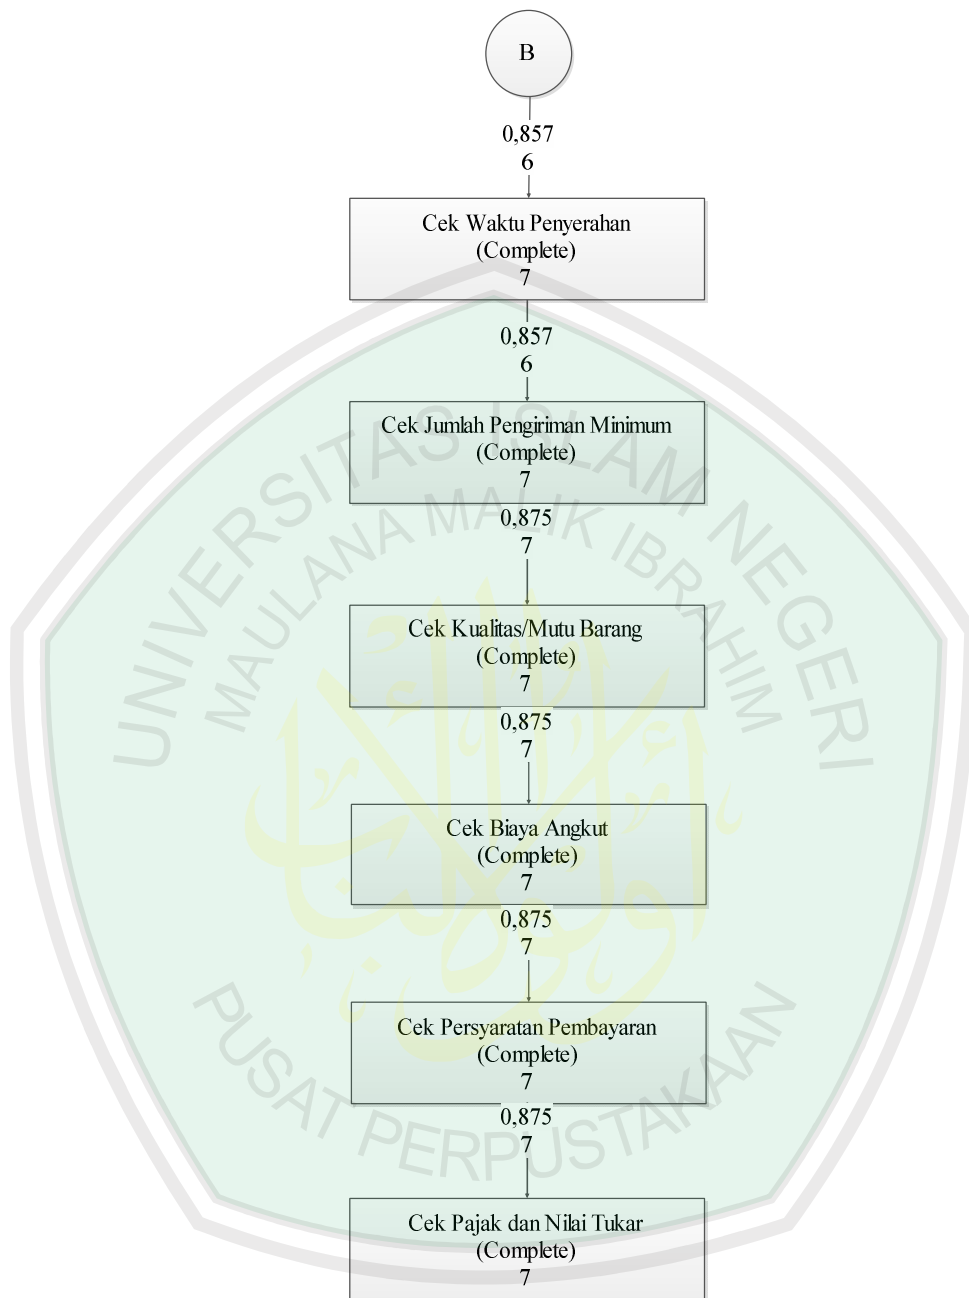 B
0,857
6
Cek Waktu Penyerahan
(Complete)
7
0,857
6
Cek Jumlah Pengiriman Minimum
(Complete)
7
0,875
7
Cek Kualitas/Mutu Barang
(Complete)
7
0,875
7
Cek Biaya Angkut
(Complete)
7
0,875
7
Cek Persyaratan Pembayaran
(Complete)
7
0,875
7
Cek Pajak dan Nilai Tukar
(Complete)
7
UNIVERSITAS ISLAM NEGERI
MAULANA MALIK IBRAHIM
PUSAT PERPUSTAKAAN